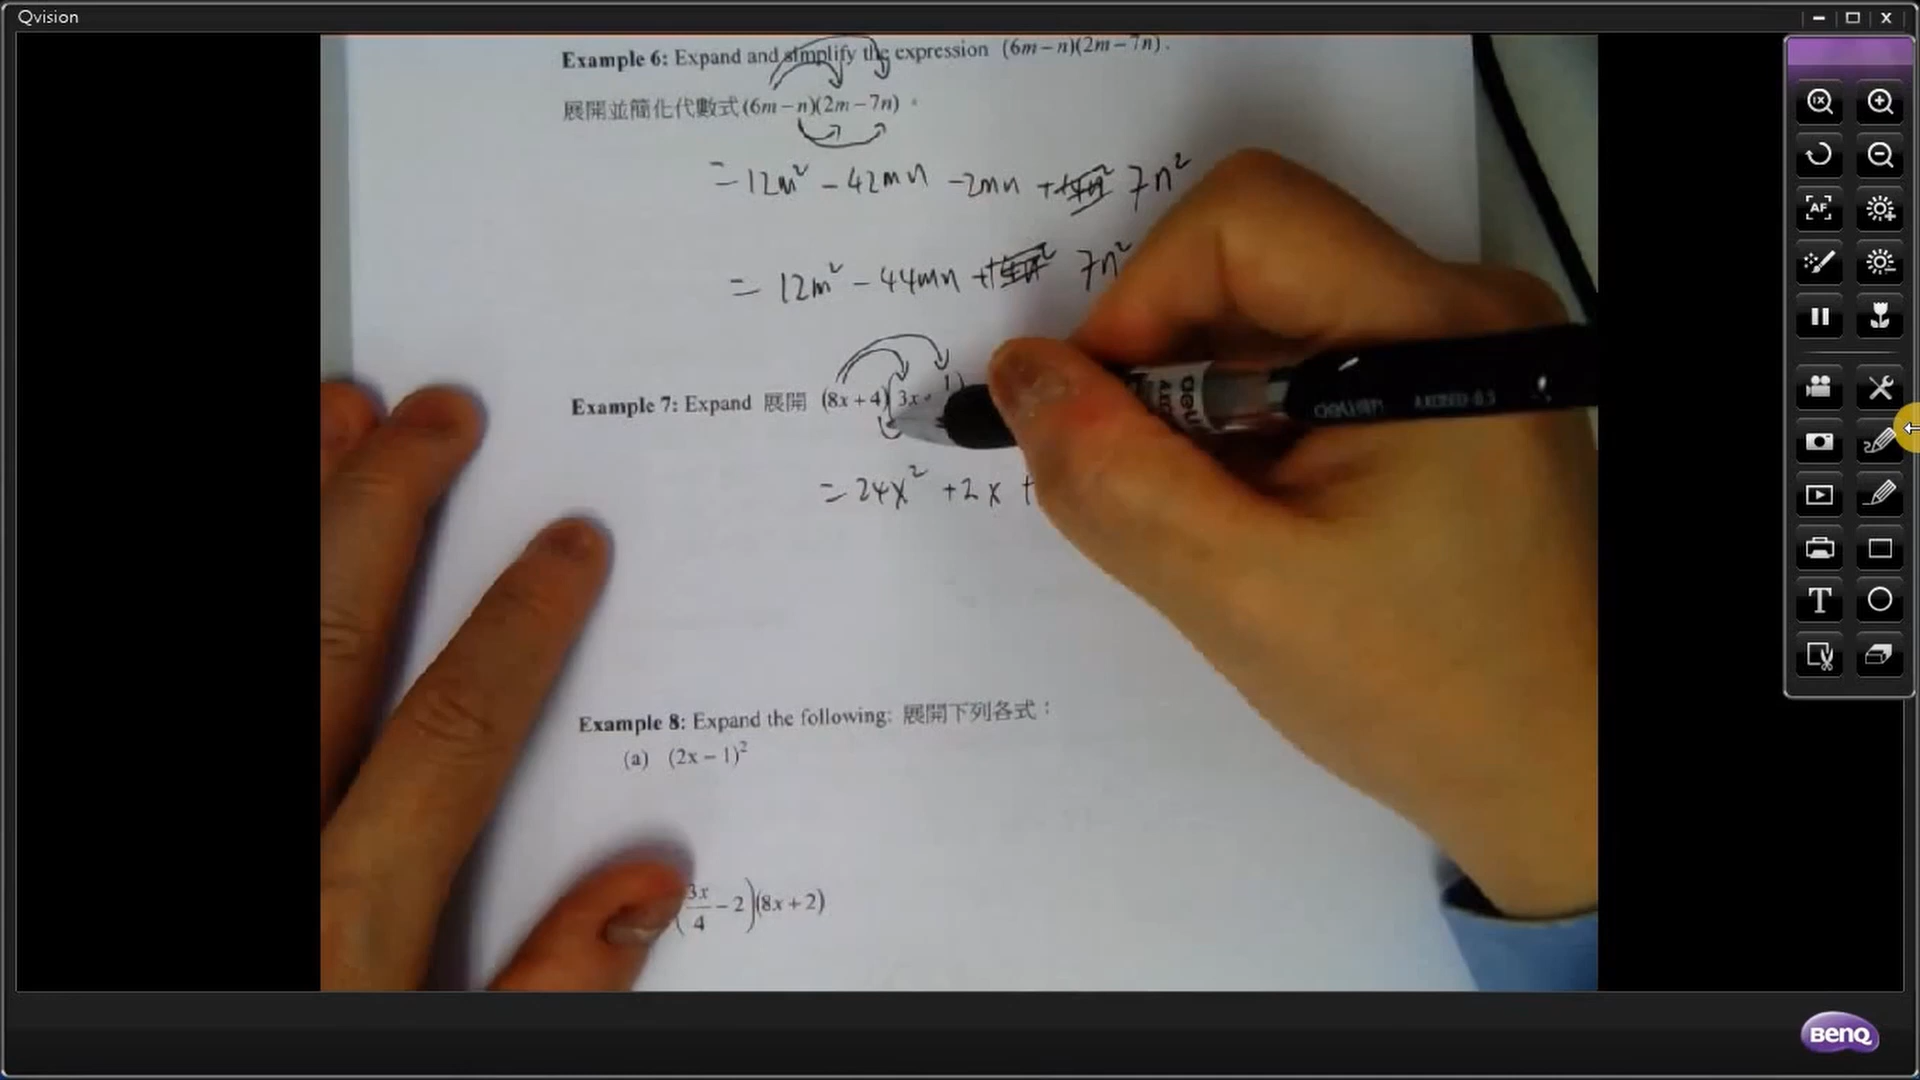 Qvision
Example 6: Expand and simplify the expression (6m – n)(2m – 7n).
展開並簡化代數式(6m – n)(2m – 7n)。
= 12m² - 42mn - 2mn + 7n²
= 12m² - 44mn + 7n²
Example 7: Expand 展開 (8x + 4)(3x
= 24x² + 2x +
Example 8: Expand the following: 展開下列各式：
(a) (2x – 1)²
(3x/4 – 2)(8x + 2)
AF
T
BenQ